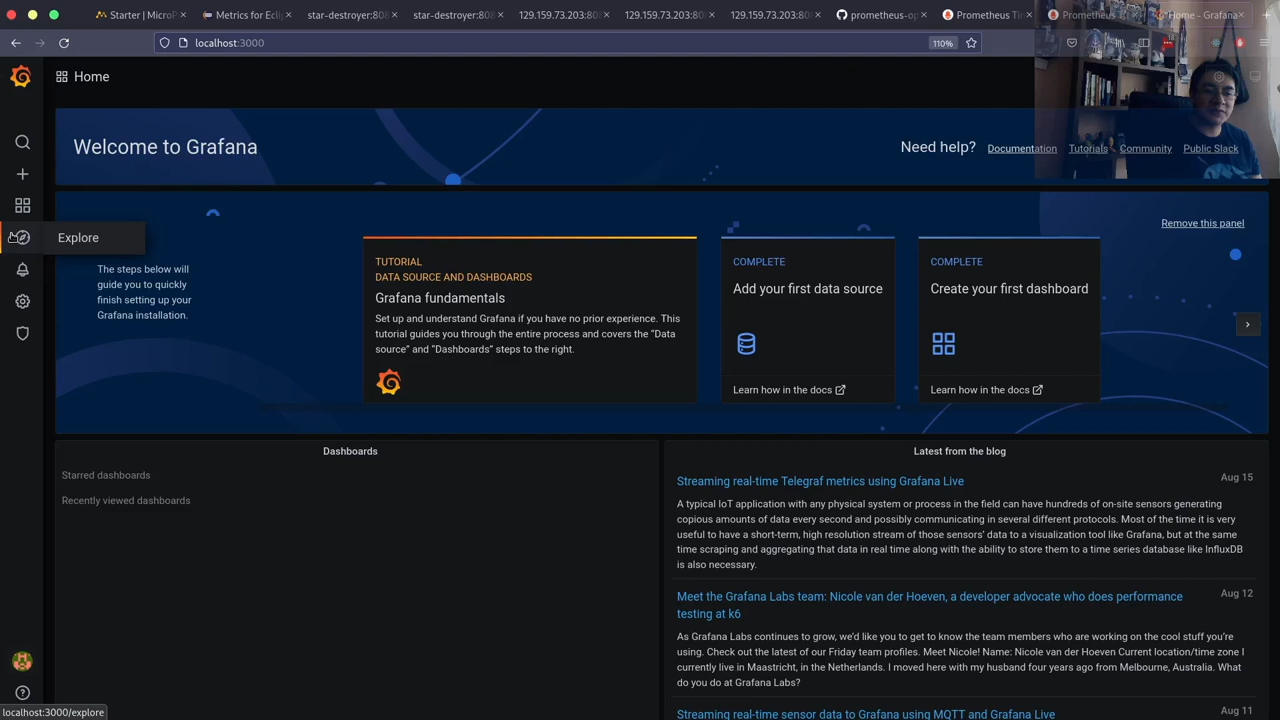 Starter | MicroP
Metrics for Ecli
star-destroyer:808
star-destroyer:808
129.159.73.203:808
129.159.73.203:808
129.159.73.203:808
prometheus-op
Prometheus Tim
Prometheus
Home - Grafana
localhost:3000
110%
Home
Welcome to Grafana
Need help?
Documentation
Tutorials
Community
Public Slack
Remove this panel
Explore
The steps below will
guide you to quickly
finish setting up your
Grafana installation.
TUTORIAL
DATA SOURCE AND DASHBOARDS
Grafana fundamentals
Set up and understand Grafana if you have no prior experience. This
tutorial guides you through the entire process and covers the “Data
source” and “Dashboards” steps to the right.
COMPLETE
Add your first data source
Learn how in the docs
COMPLETE
Create your first dashboard
Learn how in the docs
Dashboards
Starred dashboards
Recently viewed dashboards
Latest from the blog
Streaming real-time Telegraf metrics using Grafana Live
Aug 15
A typical IoT application with any physical system or process in the field can have hundreds of on-site sensors generating
copious amounts of data every second and possibly communicating in several different protocols. Most of the time it is very
useful to have a short-term, high resolution stream of those sensors’ data to a visualization tool like Grafana, but at the same
time scraping and aggregating that data in real time along with the ability to store them to a time series database like InfluxDB
is also necessary.
Meet the Grafana Labs team: Nicole van der Hoeven, a developer advocate who does performance
testing at k6
Aug 12
As Grafana Labs continues to grow, we’d like you to get to know the team members who are working on the cool stuff you’re
using. Check out the latest of our Friday team profiles. Meet Nicole! Name: Nicole van der Hoeven Current location/time zone I
currently live in Maastricht, in the Netherlands. I moved here with my husband four years ago from Melbourne, Australia. What
do you do at Grafana Labs?
Streaming real-time sensor data to Grafana using MQTT and Grafana Live
Aug 11
localhost:3000/explore